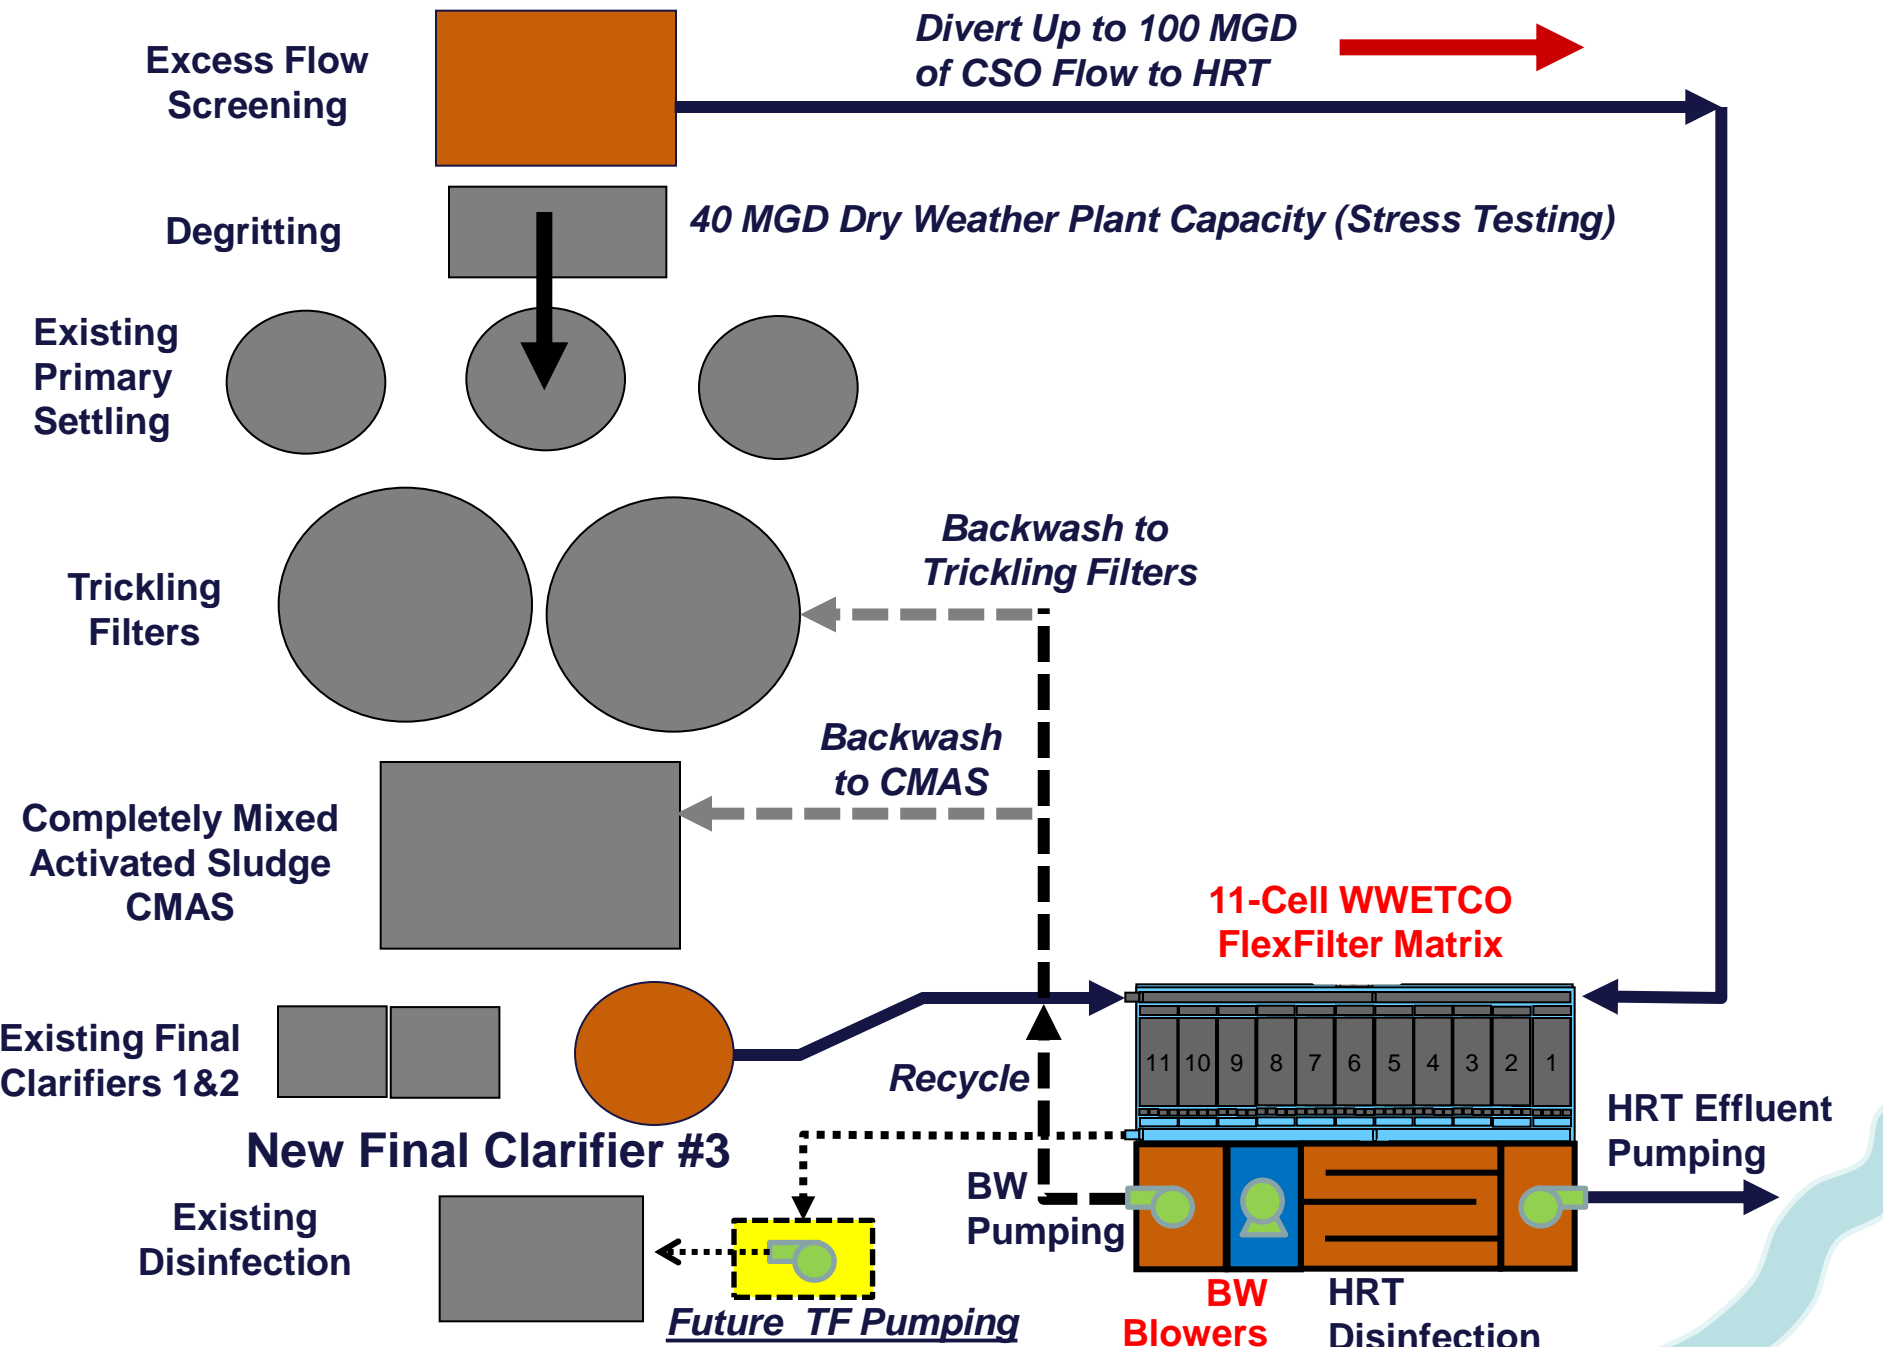 Excess Flow
Screening
Divert Up to 100 MGD
of CSO Flow to HRT
Degritting
40 MGD Dry Weather Plant Capacity (Stress Testing)
Existing
Primary
Settling
Trickling
Filters
Backwash to
Trickling Filters
Backwash
to CMAS
Completely Mixed
Activated Sludge
CMAS
11-Cell WWETCO
FlexFilter Matrix
Existing Final
Clarifiers 1&2
New Final Clarifier #3
Recycle
11 10 9 8 7 6 5 4 3 2 1
HRT Effluent
Pumping
BW
Pumping
Existing
Disinfection
Future TF Pumping
BW
Blowers
HRT
Disinfection